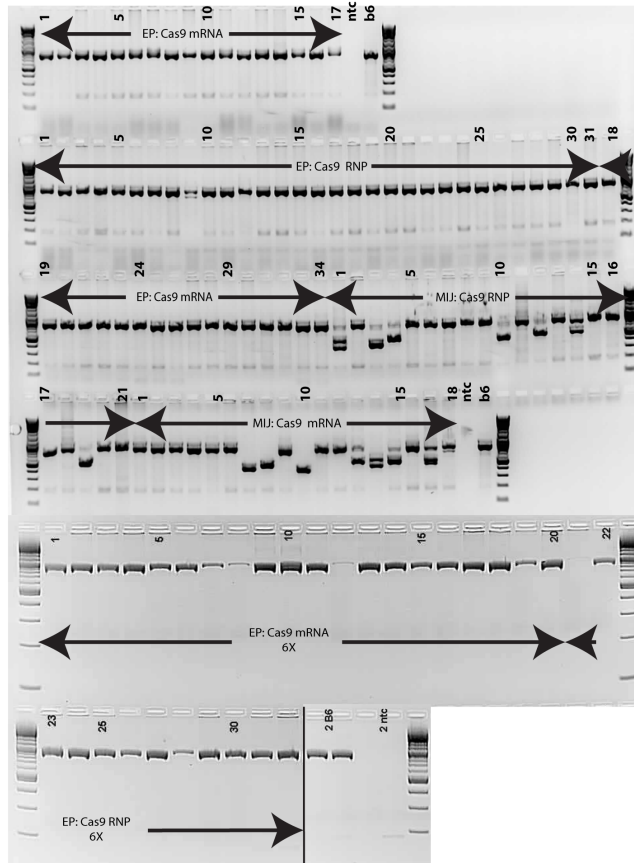 1 5 10 15 17 ntc b6
EP: Cas9 mRNA
1 5 10 15 20 25 30 31 18
EP: Cas9 RNP
19 24 29 34 1 5 10 15 16
EP: Cas9 mRNA MIJ: Cas9 RNP
17 21 1 5 10 15 18 ntc b6
MIJ: Cas9 mRNA
1 5 10 15 20 22
EP: Cas9 mRNA
6X
23 25 30 2 B6 2 ntc
EP: Cas9 RNP
6X